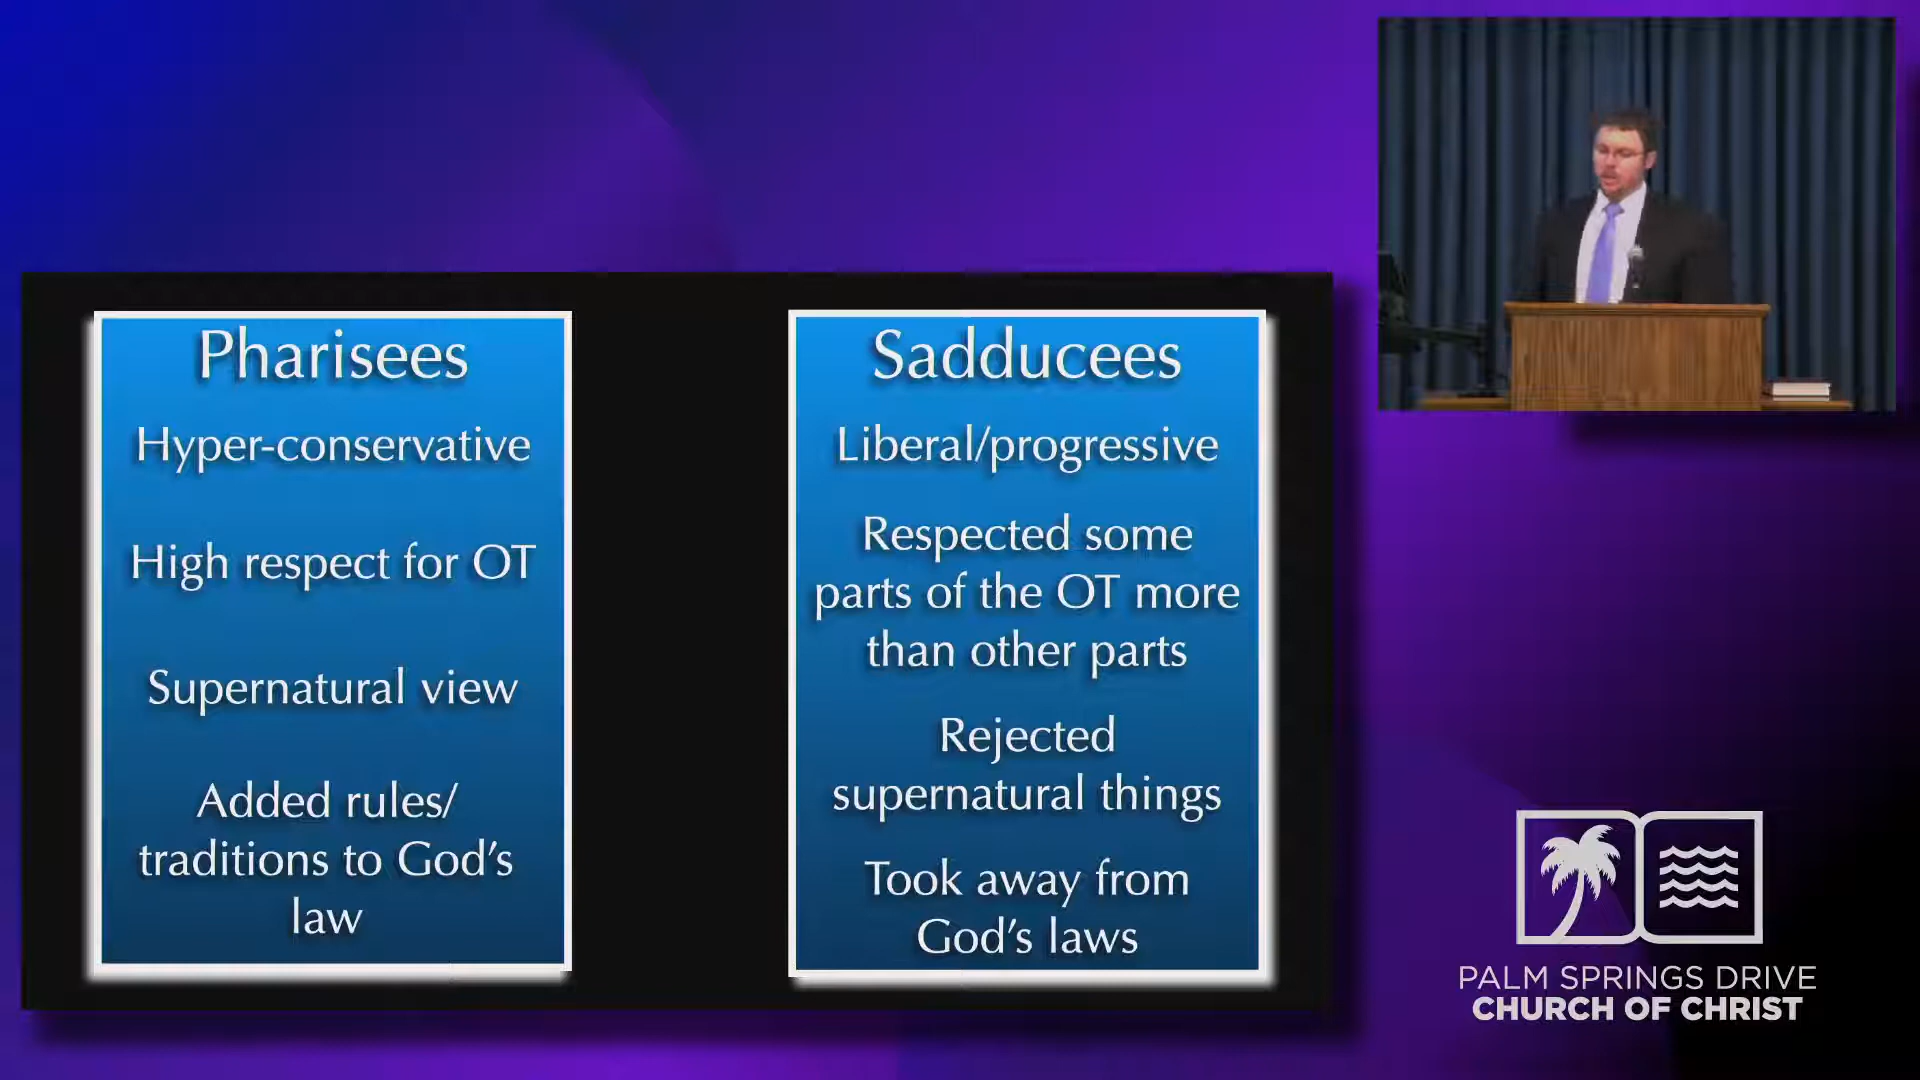 Pharisees
Hyper-conservative
High respect for OT
Supernatural view
Added rules/
traditions to God’s
law
Sadducees
Liberal/progressive
Respected some
parts of the OT more
than other parts
Rejected
supernatural things
Took away from
God’s laws
PALM SPRINGS DRIVE
CHURCH OF CHRIST